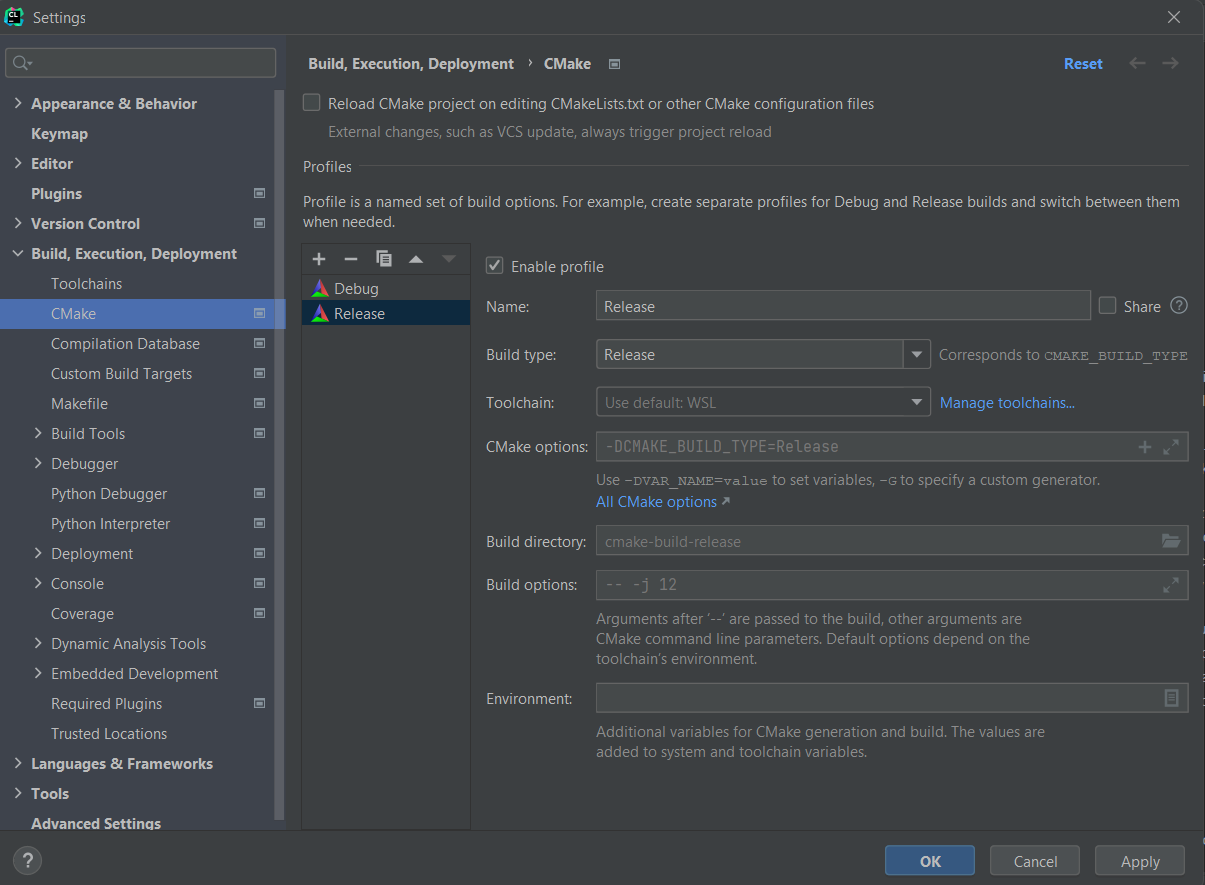 Settings
Appearance & Behavior
Keymap
Editor
Plugins
Version Control
Build, Execution, Deployment
Toolchains
CMake
Compilation Database
Custom Build Targets
Makefile
Build Tools
Debugger
Python Debugger
Python Interpreter
Deployment
Console
Coverage
Dynamic Analysis Tools
Embedded Development
Required Plugins
Trusted Locations
Languages & Frameworks
Tools
Advanced Settings
Build, Execution, Deployment › CMake
Reset
Reload CMake project on editing CMakeLists.txt or other CMake configuration files
External changes, such as VCS update, always trigger project reload
Profiles
Profile is a named set of build options. For example, create separate profiles for Debug and Release builds and switch between them
when needed.
Debug
Release
Enable profile
Name: Release Share ?
Build type: Release Corresponds to CMAKE_BUILD_TYPE
Toolchain: Use default: WSL Manage toolchains...
CMake options: -DCMAKE_BUILD_TYPE=Release
Use -DVAR_NAME=value to set variables, -G to specify a custom generator.
All CMake options ↗
Build directory: cmake-build-release
Build options: -- -j 12
Arguments after '--' are passed to the build, other arguments are
CMake command line parameters. Default options depend on the
toolchain's environment.
Environment:
Additional variables for CMake generation and build. The values are
added to system and toolchain variables.
?
OK
Cancel
Apply